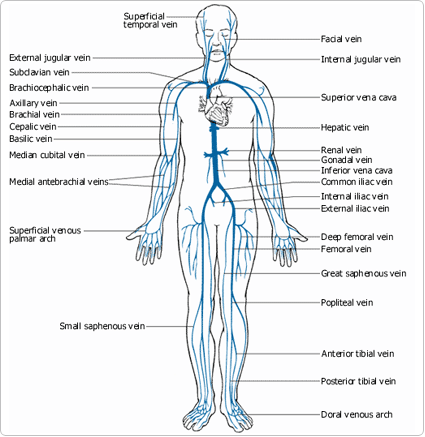 Superficial
temporal vein
Facial vein
External jugular vein
Internal jugular vein
Subclavian vein
Brachiocephalic vein
Superior vena cava
Axillary vein
Brachial vein
Cepalic vein
Hepatic vein
Basilic vein
Renal vein
Median cubital vein
Gonadal vein
Inferior vena cava
Medial antebrachial veins
Common iliac vein
Internal iliac vein
External iliac vein
Superficial venous
palmar arch
Deep femoral vein
Femoral vein
Great saphenous vein
Popliteal vein
Small saphenous vein
Anterior tibial vein
Posterior tibial vein
Doral venous arch